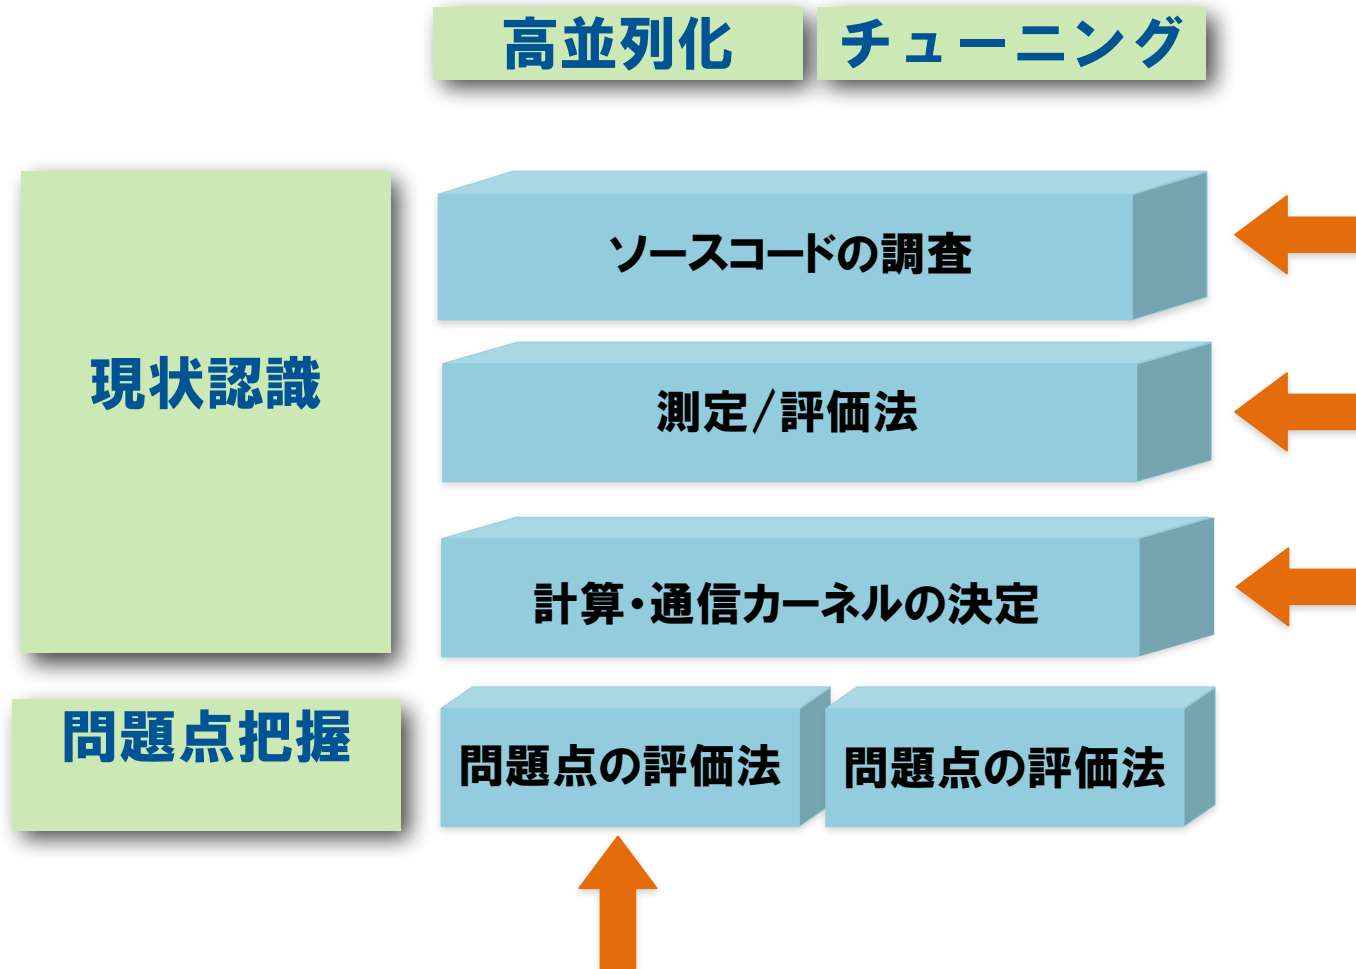 高並列化
チューニング
現状認識
ソースコードの調査
測定/評価法
計算・通信カーネルの決定
問題点把握
問題点の評価法
問題点の評価法